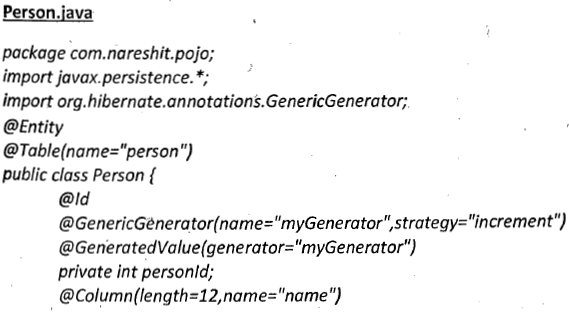 Person.java
package com.nareshit.pojo;
import javax.persistence.*;
import org.hibernate.annotations.GenericGenerator;
@Entity
@Table(name="person")
public class Person {
@Id
@GenericGenerator(name="myGenerator",strategy="increment")
@GeneratedValue(generator="myGenerator")
private int personId;
@Column(length=12,name="name")